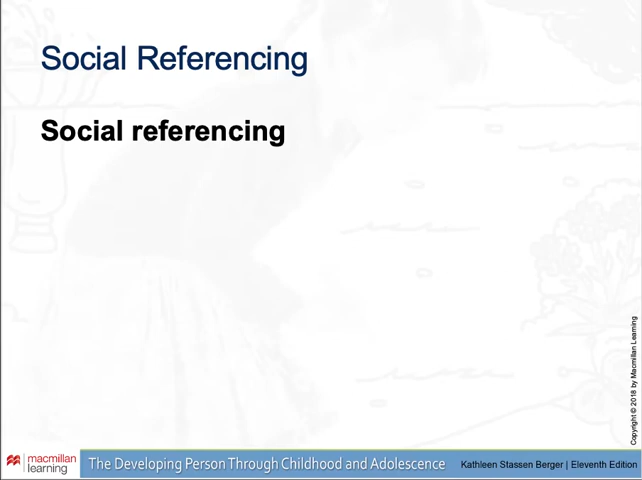 Social Referencing
Social referencing
Copyright © 2018 by Macmillan Learning
macmillan
learning
The Developing Person Through Childhood and Adolescence
Kathleen Stassen Berger | Eleventh Edition